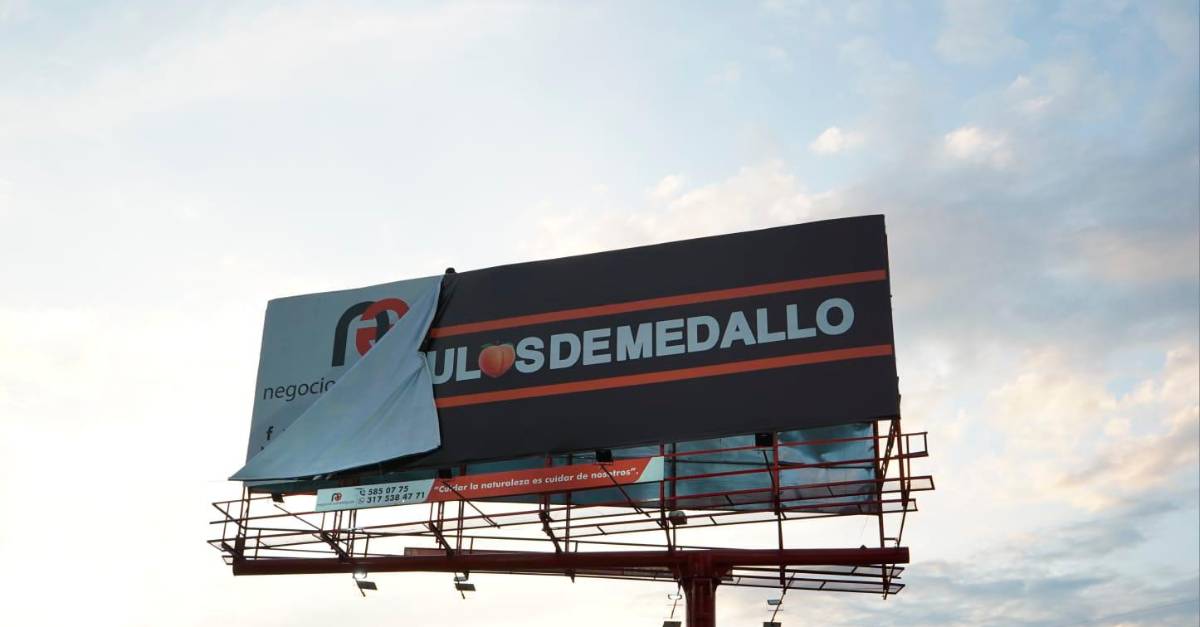 negocio
f
UL🍑SDEMEDALLO
585 07 75
317 538 47 71
"Cuidar la naturaleza es cuidar de nosotros".